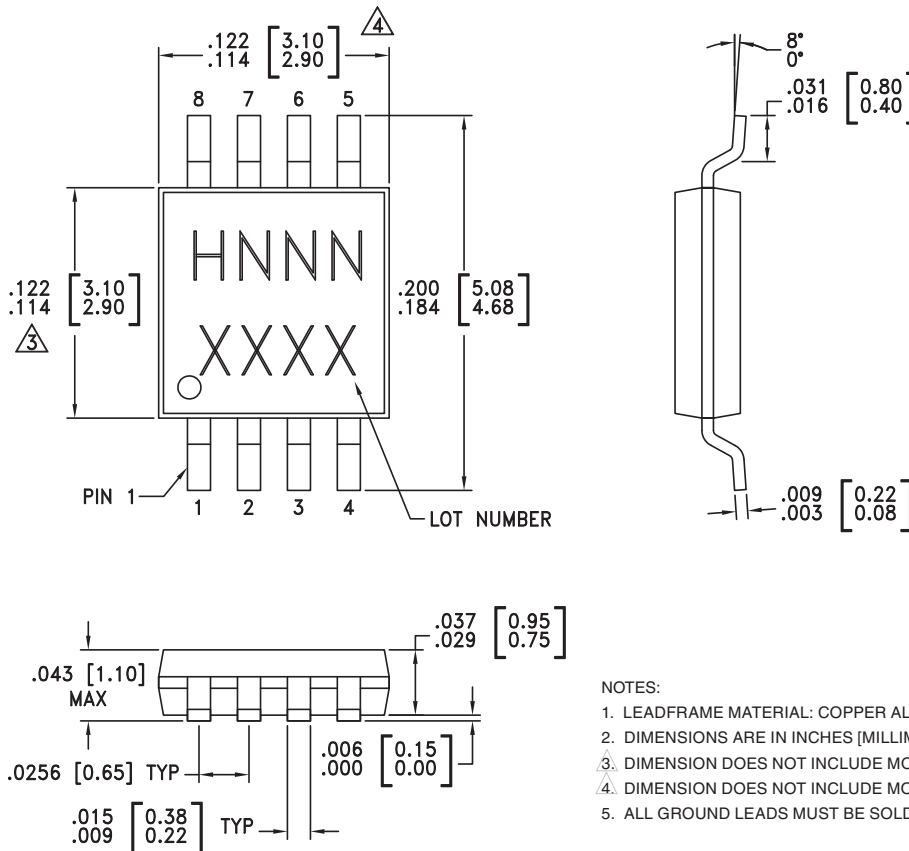 4
.122 [3.10]
.114 [2.90]
8 7 6 5
8°
0°
.031 [0.80]
.016 [0.40]
HNNN
XXXX
.122 [3.10]
.114 [2.90]
3
.200 [5.08]
.184 [4.68]
PIN 1
1 2 3 4
LOT NUMBER
.009 [0.22]
.003 [0.08]
.037 [0.95]
.029 [0.75]
.043 [1.10]
MAX
.006 [0.15]
.000 [0.00]
.0256 [0.65] TYP
.015 [0.38]
.009 [0.22]
TYP
NOTES:
1. LEADFRAME MATERIAL: COPPER
2. DIMENSIONS ARE IN INCHES
3. DIMENSION DOES NOT INCLUDE
4. DIMENSION DOES NOT INCLUDE
5. ALL GROUND LEADS MUST BE